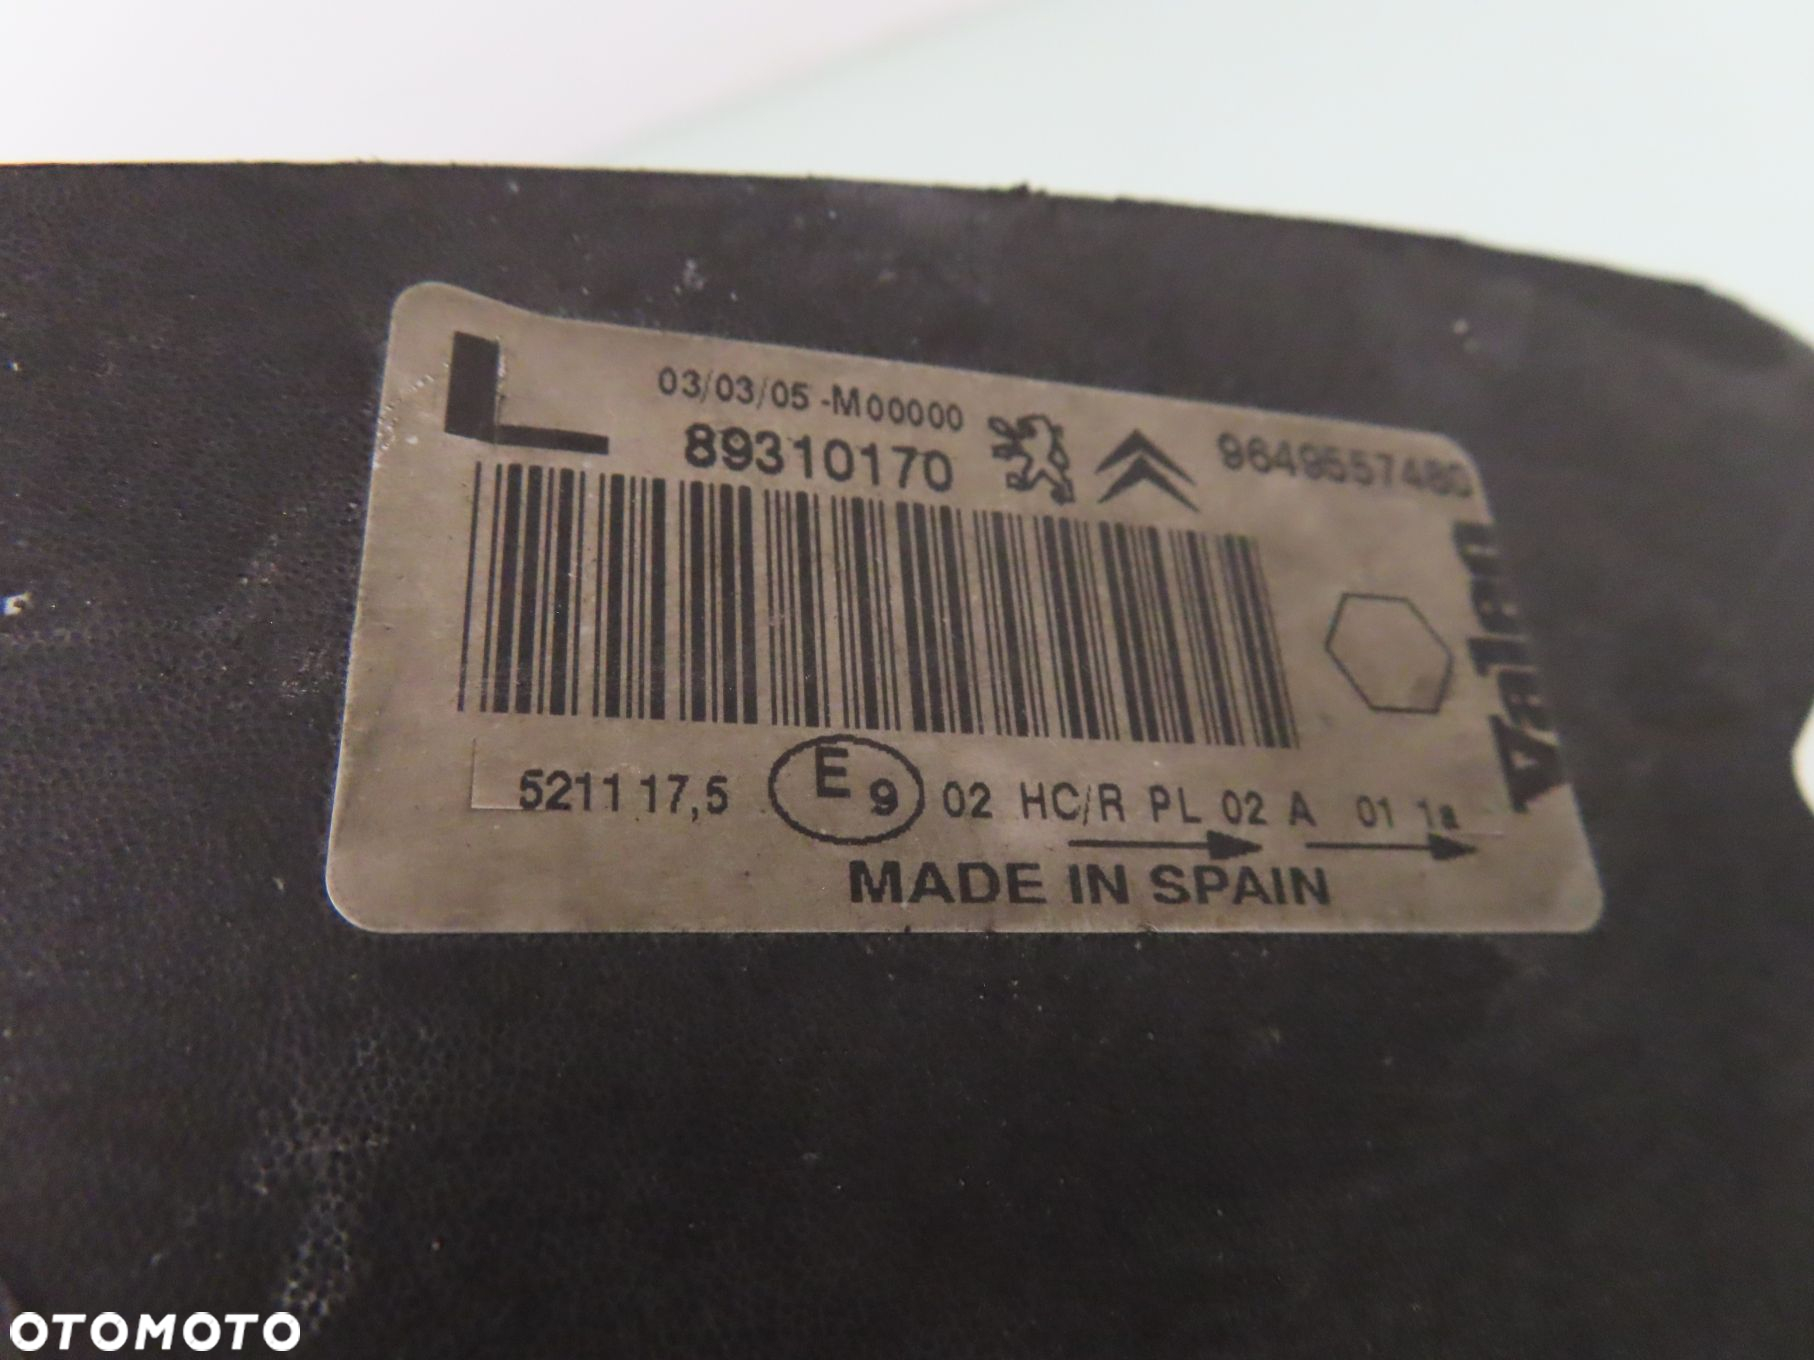 L
03/03/05 -M00000
89310170
9649557480
Valeo
5211 17,5 E 9 02 HC/R PL 02 A 01 1a
MADE IN SPAIN
OTOMOTO